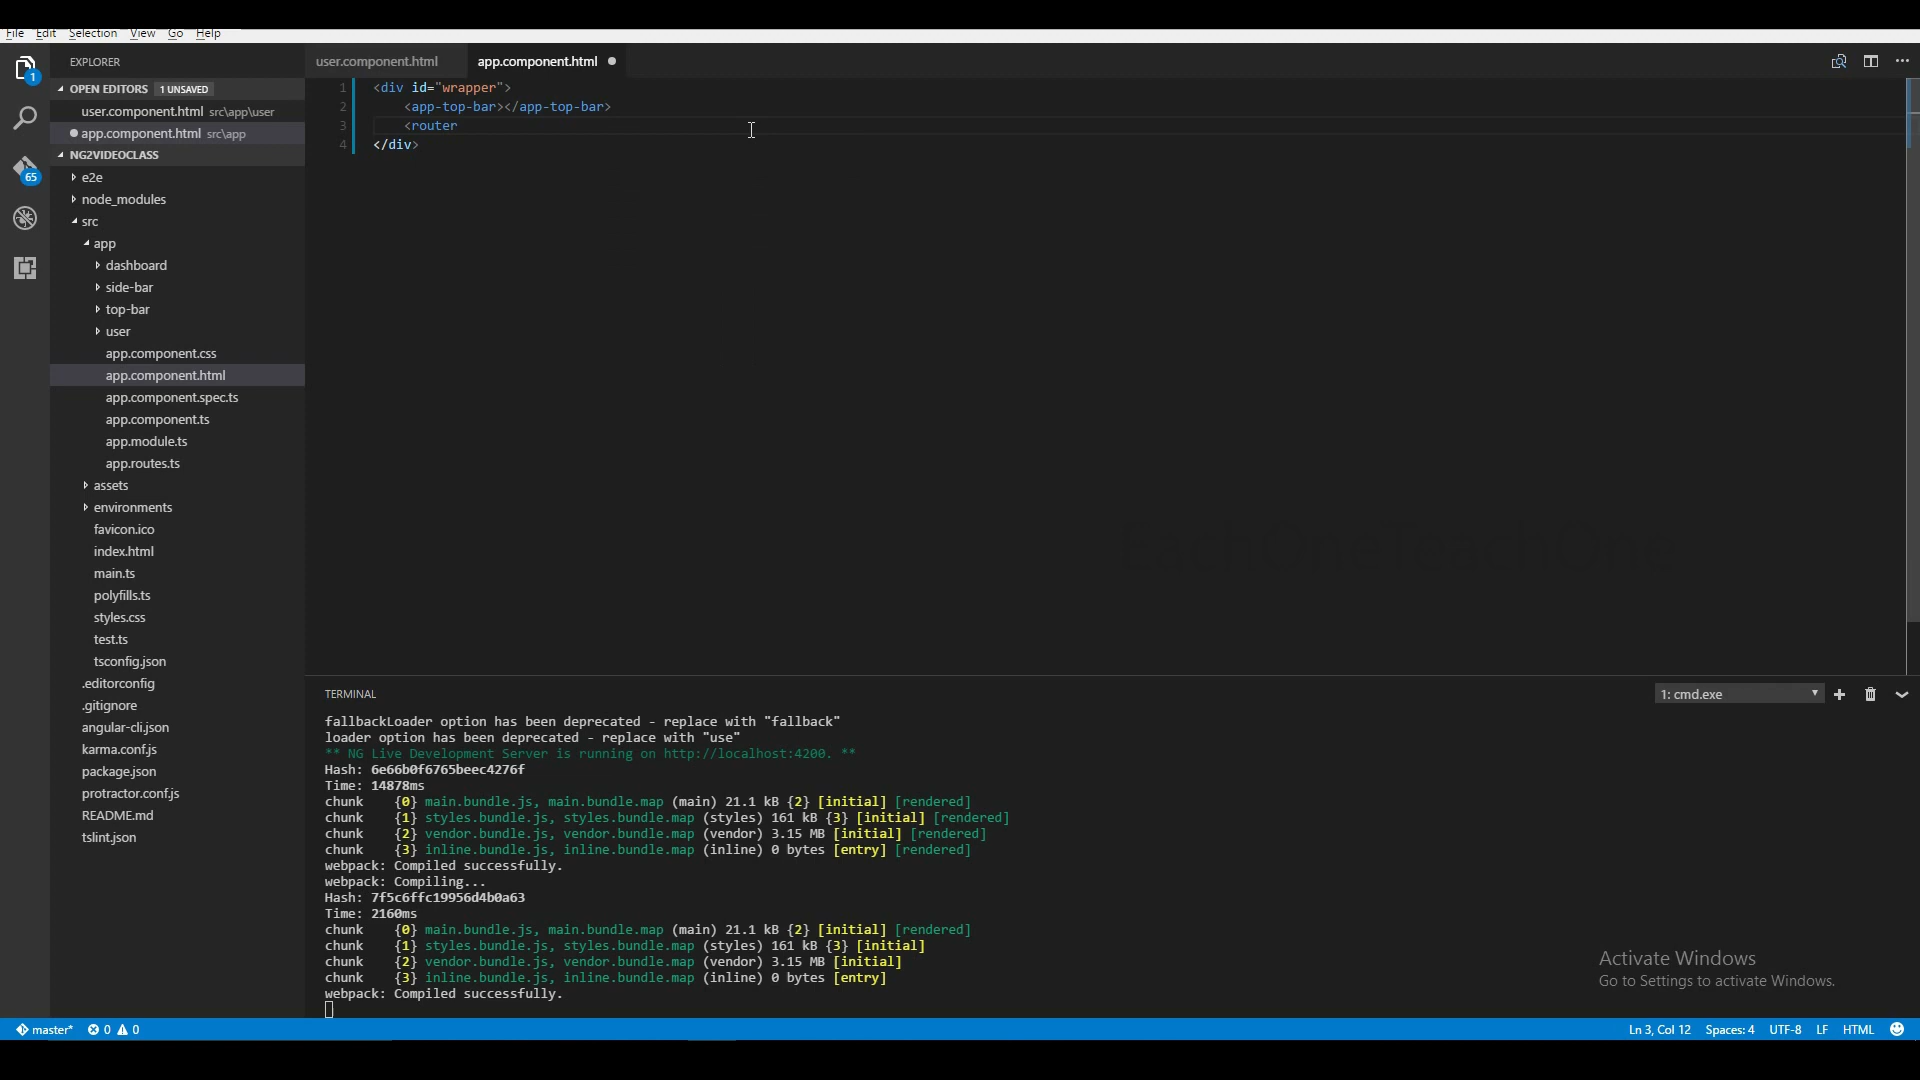 File Edit Selection View Go Help
EXPLORER
OPEN EDITORS 1 UNSAVED
user.component.html src\app\user
app.component.html src\app
NG2VIDEOCLASS
e2e
node_modules
src
app
dashboard
side-bar
top-bar
user
app.component.css
app.component.html
app.component.spec.ts
app.component.ts
app.module.ts
app.routes.ts
assets
environments
favicon.ico
index.html
main.ts
polyfills.ts
styles.css
test.ts
tsconfig.json
.editorconfig
.gitignore
angular-cli.json
karma.conf.js
package.json
protractor.conf.js
README.md
tslint.json
1
65
user.component.html app.component.html
1 <div id="wrapper">
2 <app-top-bar></app-top-bar>
3 <router
4 </div>
EachOneTeachOne
TERMINAL
1: cmd.exe
fallbackLoader option has been deprecated - replace with "fallback"
loader option has been deprecated - replace with "use"
** NG Live Development Server is running on http://localhost:4200. **
Hash: 6e66b0f6765beec4276f
Time: 14878ms
chunk {0} main.bundle.js, main.bundle.map (main) 21.1 kB {2} [initial] [rendered]
chunk {1} styles.bundle.js, styles.bundle.map (styles) 161 kB {3} [initial] [rendered]
chunk {2} vendor.bundle.js, vendor.bundle.map (vendor) 3.15 MB [initial] [rendered]
chunk {3} inline.bundle.js, inline.bundle.map (inline) 0 bytes [entry] [rendered]
webpack: Compiled successfully.
webpack: Compiling...
Hash: 7f5c6ffc19956d4b0a63
Time: 2160ms
chunk {0} main.bundle.js, main.bundle.map (main) 21.1 kB {2} [initial] [rendered]
chunk {1} styles.bundle.js, styles.bundle.map (styles) 161 kB {3} [initial]
chunk {2} vendor.bundle.js, vendor.bundle.map (vendor) 3.15 MB [initial]
chunk {3} inline.bundle.js, inline.bundle.map (inline) 0 bytes [entry]
webpack: Compiled successfully.
Activate Windows
Go to Settings to activate Windows.
master* 0 0 Ln 3, Col 12 Spaces: 4 UTF-8 LF HTML